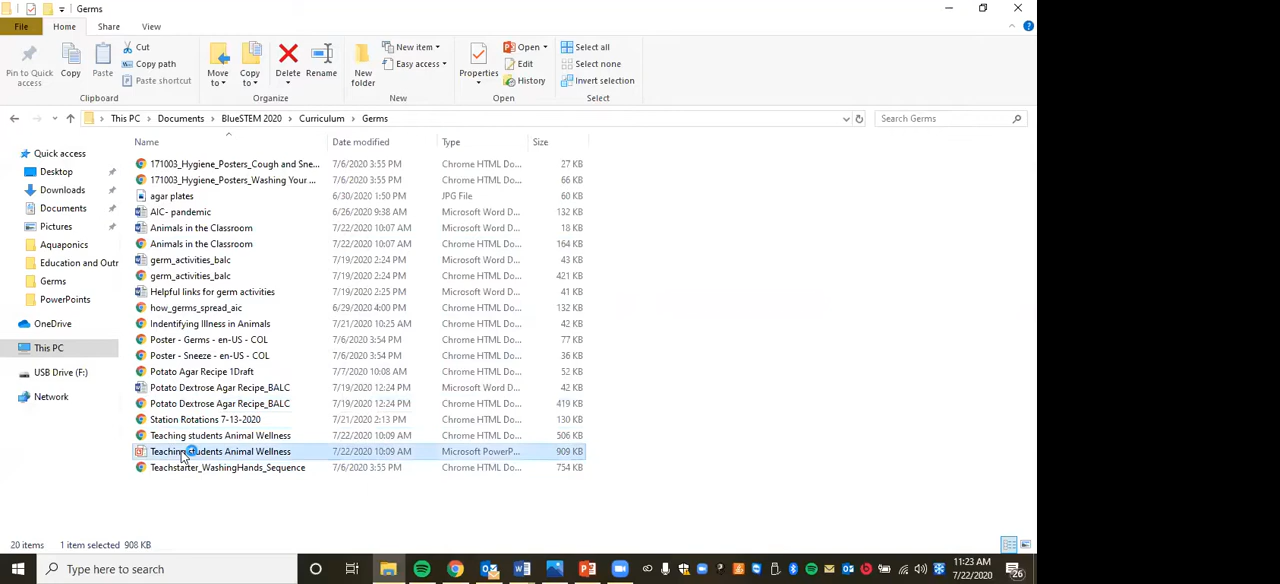 Germs
File Home Share View
Pin to Quick access
Copy
Paste
Cut
Copy path
Paste shortcut
Move to
Copy to
Delete
Rename
New folder
New item
Easy access
Properties
Open
Edit
History
Select all
Select none
Invert selection
Clipboard Organize New Open Select
This PC > Documents > BlueSTEM 2020 > Curriculum > Germs
Search Germs
Name Date modified Type Size
Quick access
Desktop
Downloads
Documents
Pictures
Aquaponics
Education and Outr
Germs
PowerPoints
OneDrive
This PC
USB Drive (F:)
Network
171003_Hygiene_Posters_Cough and Sne... 7/6/2020 3:55 PM Chrome HTML Do... 27 KB
171003_Hygiene_Posters_Washing Your ... 7/6/2020 3:55 PM Chrome HTML Do... 66 KB
agar plates 6/30/2020 1:50 PM JPG File 60 KB
AIC- pandemic 6/26/2020 9:38 AM Microsoft Word D... 132 KB
Animals in the Classroom 7/22/2020 10:07 AM Microsoft Word D... 18 KB
Animals in the Classroom 7/22/2020 10:07 AM Chrome HTML Do... 164 KB
germ_activities_balc 7/19/2020 2:24 PM Microsoft Word D... 43 KB
germ_activities_balc 7/19/2020 2:24 PM Chrome HTML Do... 421 KB
Helpful links for germ activities 7/19/2020 2:25 PM Microsoft Word D... 41 KB
how_germs_spread_aic 6/29/2020 4:00 PM Chrome HTML Do... 132 KB
Indentifying Illness in Animals 7/21/2020 10:25 AM Chrome HTML Do... 42 KB
Poster - Germs - en-US - COL 7/6/2020 3:54 PM Chrome HTML Do... 77 KB
Poster - Sneeze - en-US - COL 7/6/2020 3:54 PM Chrome HTML Do... 36 KB
Potato Agar Recipe 1Draft 7/7/2020 10:08 AM Chrome HTML Do... 52 KB
Potato Dextrose Agar Recipe_BALC 7/19/2020 12:24 PM Microsoft Word D... 42 KB
Potato Dextrose Agar Recipe_BALC 7/19/2020 12:24 PM Chrome HTML Do... 419 KB
Station Rotations 7-13-2020 7/21/2020 2:13 PM Chrome HTML Do... 130 KB
Teaching students Animal Wellness 7/22/2020 10:09 AM Chrome HTML Do... 506 KB
Teaching students Animal Wellness 7/22/2020 10:09 AM Microsoft PowerP... 909 KB
Teachstarter_WashingHands_Sequence 7/6/2020 3:55 PM Chrome HTML Do... 754 KB
20 items 1 item selected 908 KB
Type here to search
11:23 AM
7/22/2020
26